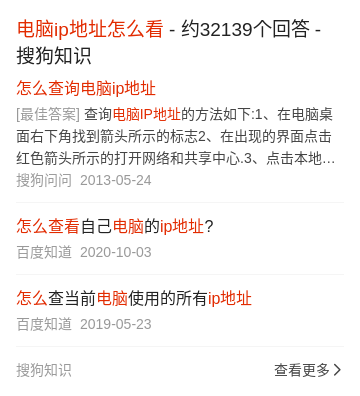 电脑ip地址怎么看 - 约32139个回答 -
搜狗知识
怎么查询电脑ip地址
[最佳答案] 查询电脑IP地址的方法如下:1、在电脑桌
面右下角找到箭头所示的标志2、在出现的界面点击
红色箭头所示的打开网络和共享中心.3、点击本地...
搜狗问问 2013-05-24
怎么查看自己电脑的ip地址?
百度知道 2020-10-03
怎么查当前电脑使用的所有ip地址
百度知道 2019-05-23
搜狗知识 查看更多